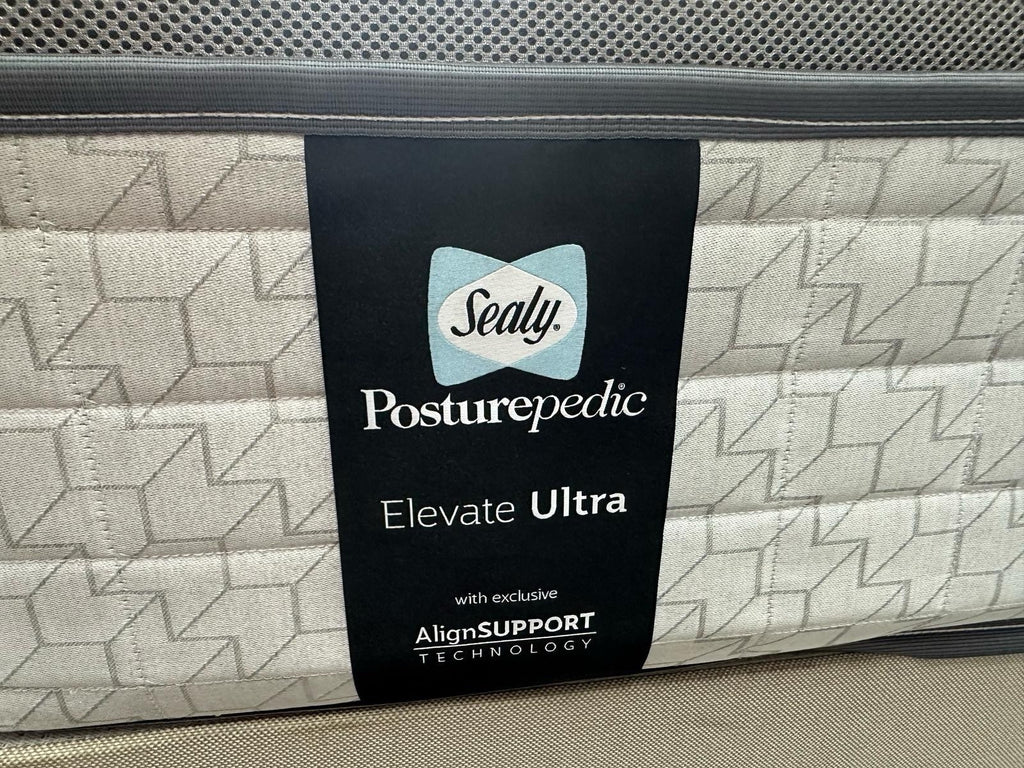 Sealy®
Posturepedic®
Elevate Ultra
with exclusive
AlignSUPPORT
TECHNOLOGY